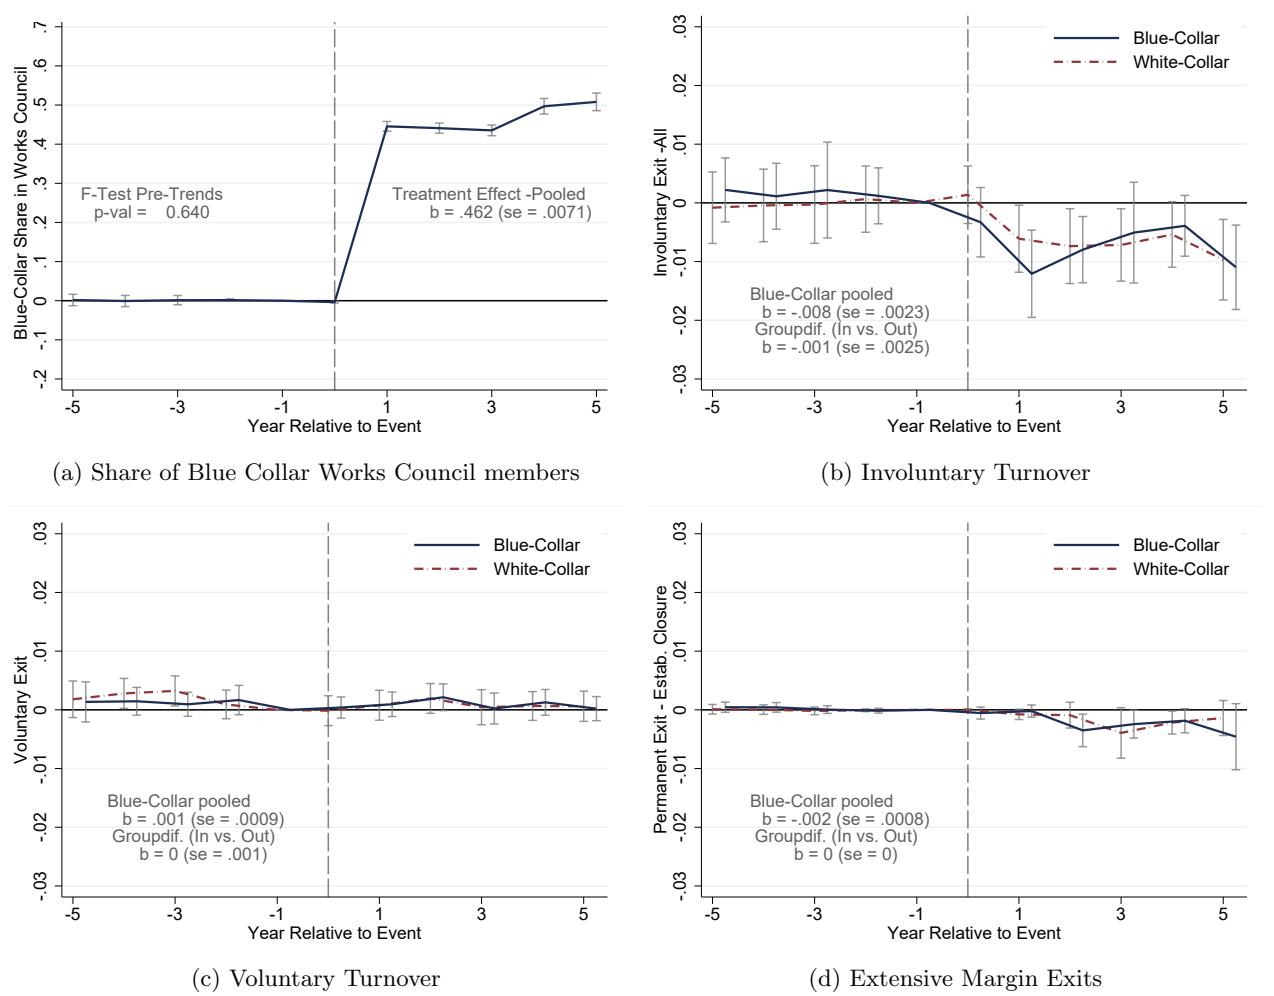 Blue-Collar Share in Works Council
.7
.6
.5
.4
.3
.2
.1
0
-.1
-.2
F-Test Pre-Trends
p-val = 0.640
Treatment Effect -Pooled
b = .462 (se = .0071)
-5 -3 -1 1 3 5
Year Relative to Event
(a) Share of Blue Collar Works Council members
Involuntary Exit -All
.03
.02
.01
0
-.01
-.02
-.03
Blue-Collar
White-Collar
Blue-Collar pooled
b = -.008 (se = .0023)
Groupdif. (In vs. Out)
b = -.001 (se = .0025)
-5 -3 -1 1 3 5
Year Relative to Event
(b) Involuntary Turnover
Voluntary Exit
.03
.02
.01
0
-.01
-.02
-.03
Blue-Collar
White-Collar
Blue-Collar pooled
b = .001 (se = .0009)
Groupdif. (In vs. Out)
b = 0 (se = .001)
-5 -3 -1 1 3 5
Year Relative to Event
(c) Voluntary Turnover
Permanent Exit - Estab. Closure
.03
.02
.01
0
-.01
-.02
-.03
Blue-Collar
White-Collar
Blue-Collar pooled
b = -.002 (se = .0008)
Groupdif. (In vs. Out)
b = 0 (se = 0)
-5 -3 -1 1 3 5
Year Relative to Event
(d) Extensive Margin Exits